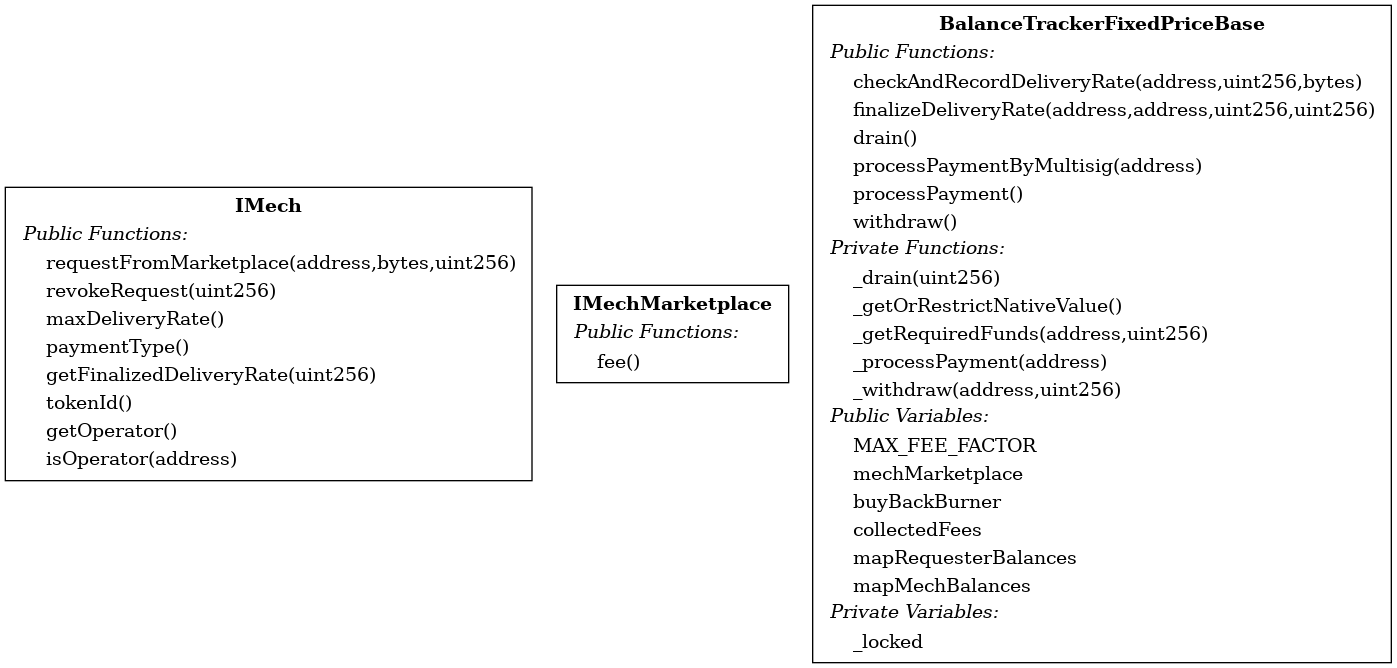 IMech
Public Functions:
requestFromMarketplace(address,bytes,uint256)
revokeRequest(uint256)
maxDeliveryRate()
paymentType()
getFinalizedDeliveryRate(uint256)
tokenId()
getOperator()
isOperator(address)
IMechMarketplace
Public Functions:
fee()
BalanceTrackerFixedPriceBase
Public Functions:
checkAndRecordDeliveryRate(address,uint256,bytes)
finalizeDeliveryRate(address,address,uint256,uint256)
drain()
processPaymentByMultisig(address)
processPayment()
withdraw()
Private Functions:
_drain(uint256)
_getOrRestrictNativeValue()
_getRequiredFunds(address,uint256)
_processPayment(address)
_withdraw(address,uint256)
Public Variables:
MAX_FEE_FACTOR
mechMarketplace
buyBackBurner
collectedFees
mapRequesterBalances
mapMechBalances
Private Variables:
_locked